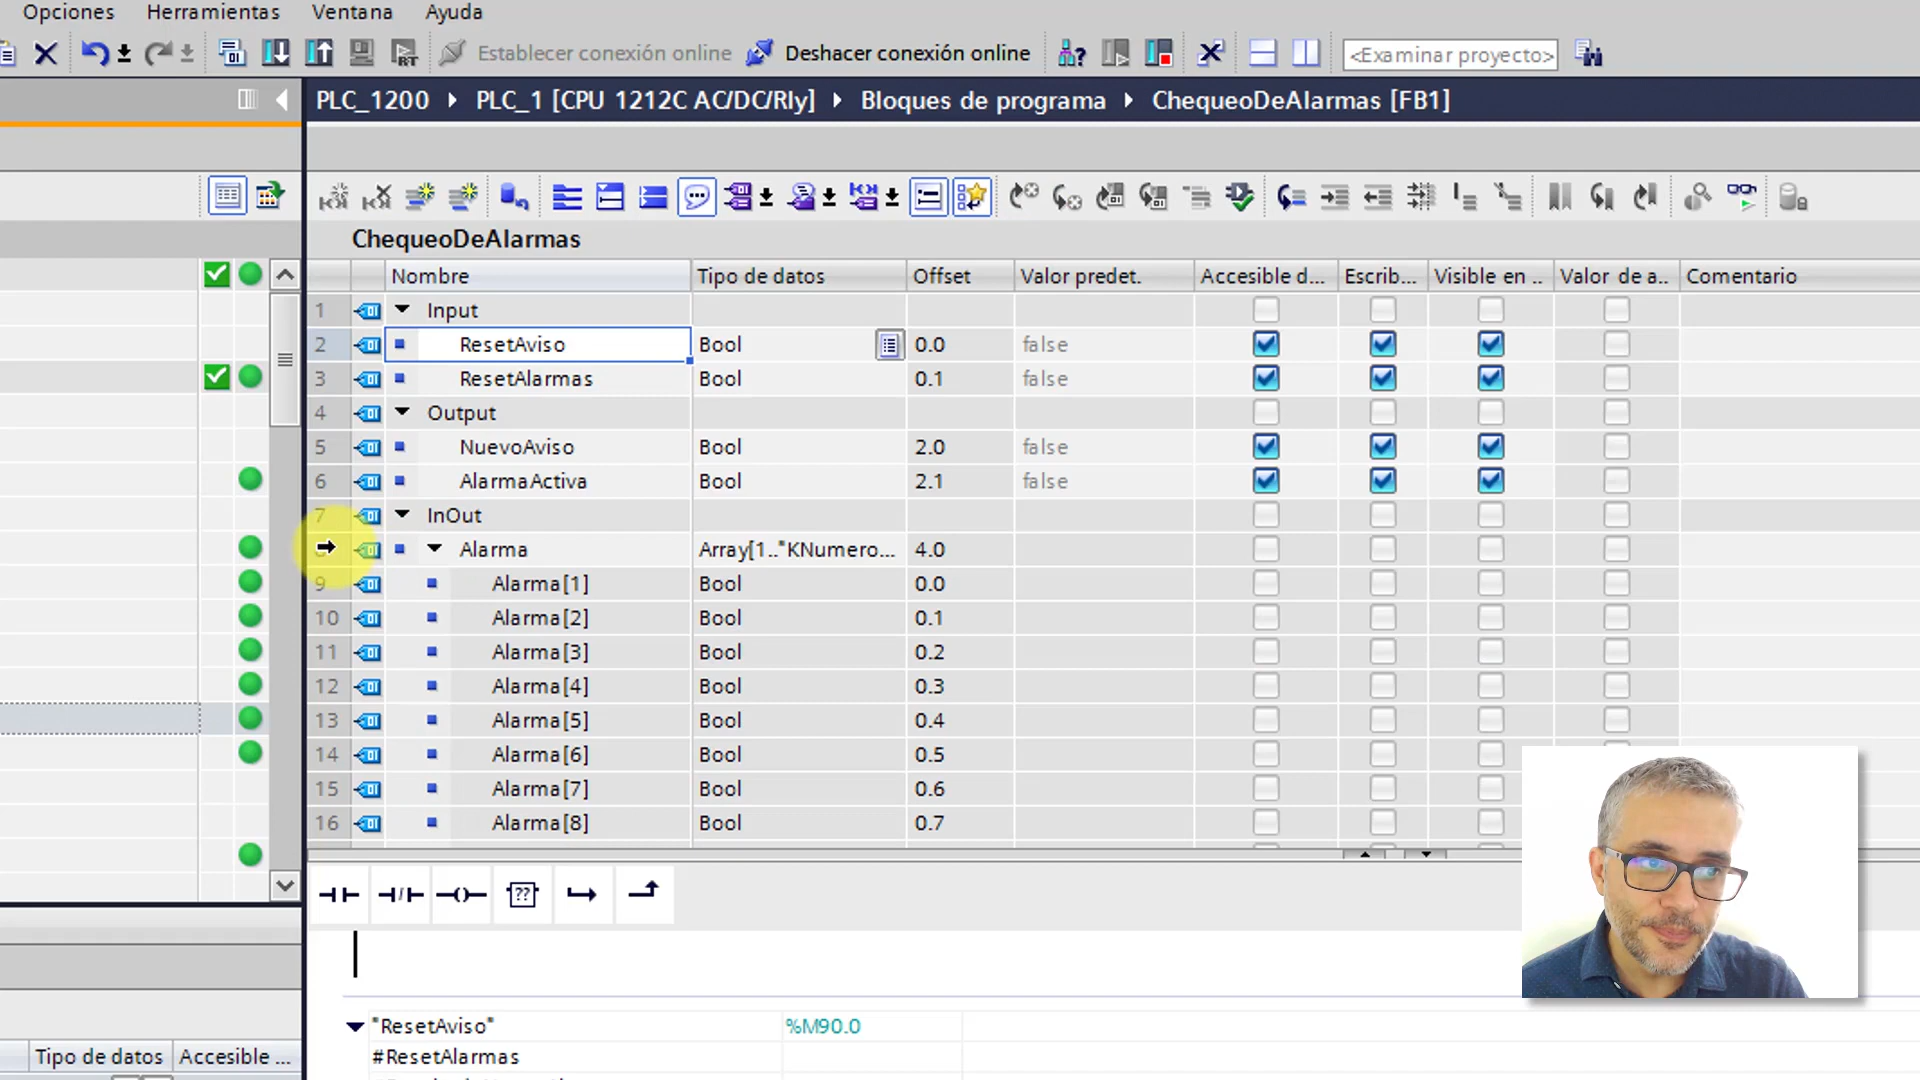 Opciones Herramientas Ventana Ayuda
RT Establecer conexión online Deshacer conexión online <Examinar proyecto>
PLC_1200 PLC_1 [CPU 1212C AC/DC/Rly] Bloques de programa ChequeoDeAlarmas [FB1]
ChequeoDeAlarmas
Nombre Tipo de datos Offset Valor predet. Accesible d... Escrib... Visible en .. Valor de a.. Comentario
1 Input
2 ResetAviso Bool 0.0 false
3 ResetAlarmas Bool 0.1 false
4 Output
5 NuevoAviso Bool 2.0 false
6 AlarmaActiva Bool 2.1 false
7 InOut
Alarma Array[1.."KNumero... 4.0
9 Alarma[1] Bool 0.0
10 Alarma[2] Bool 0.1
11 Alarma[3] Bool 0.2
12 Alarma[4] Bool 0.3
13 Alarma[5] Bool 0.4
14 Alarma[6] Bool 0.5
15 Alarma[7] Bool 0.6
16 Alarma[8] Bool 0.7
??
"ResetAviso" %M90.0
#ResetAlarmas
Tipo de datos Accesible ...